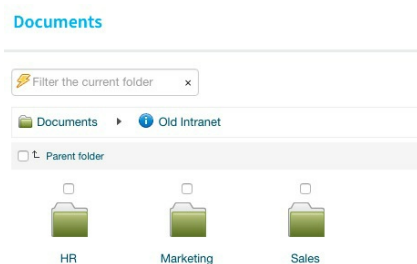 Documents
Filter the current folder ×
Documents Old Intranet
Parent folder
HR Marketing Sales